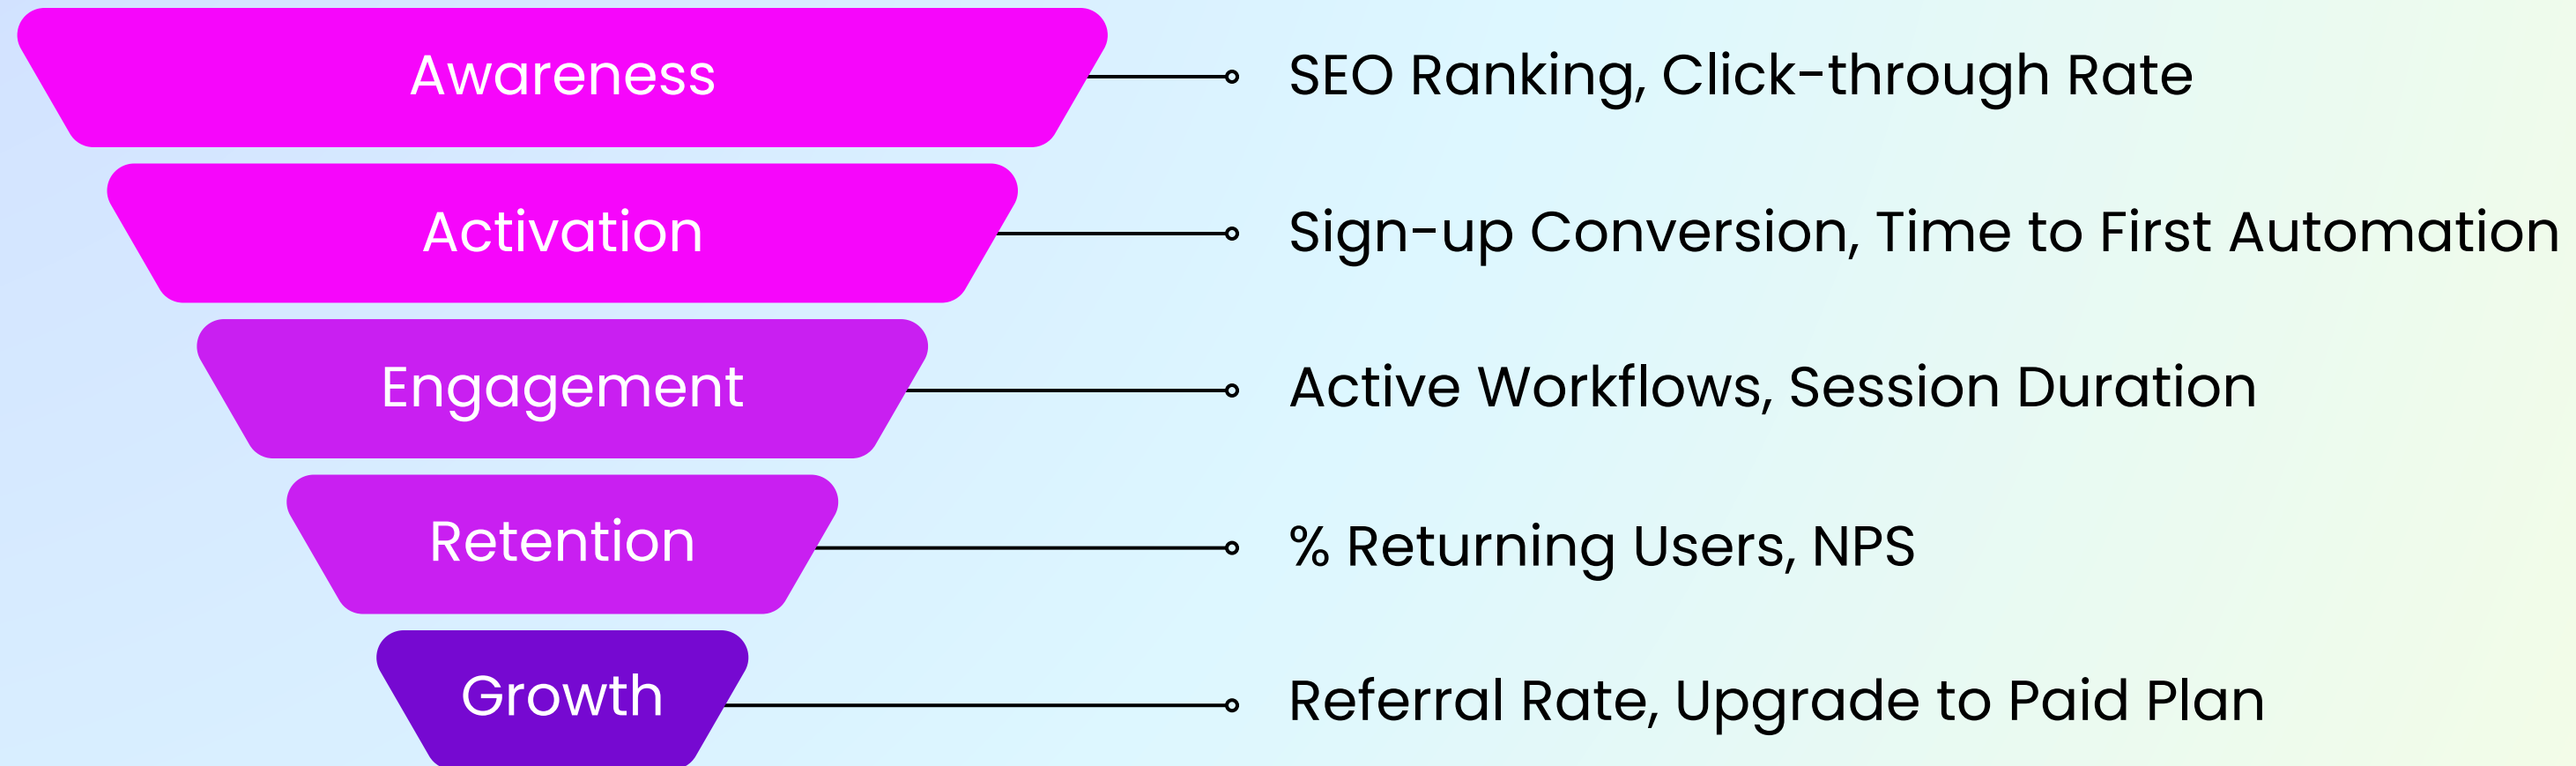 Awareness
SEO Ranking, Click-through Rate
Activation
Sign-up Conversion, Time to First Automation
Engagement
Active Workflows, Session Duration
Retention
% Returning Users, NPS
Growth
Referral Rate, Upgrade to Paid Plan